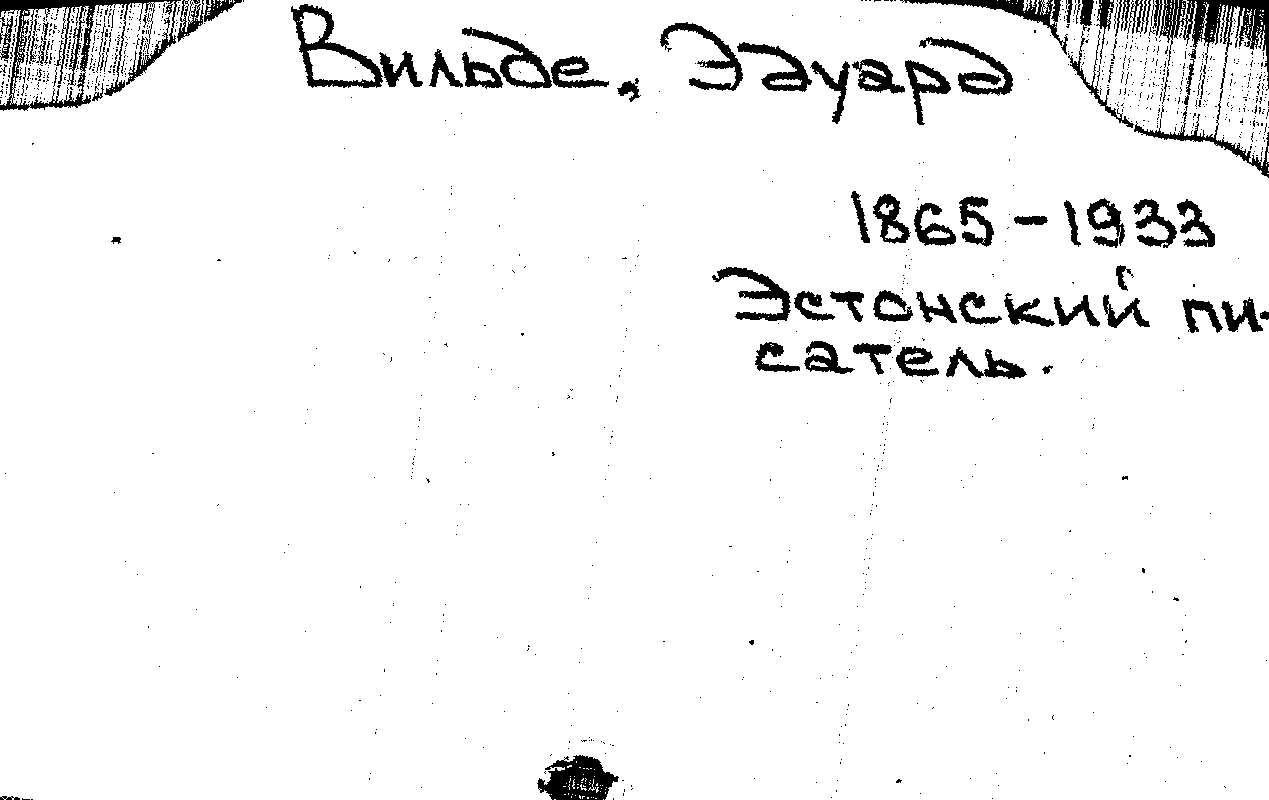 Вильде, Эдуард
1865-1933
Эстонский пи-
сатель.